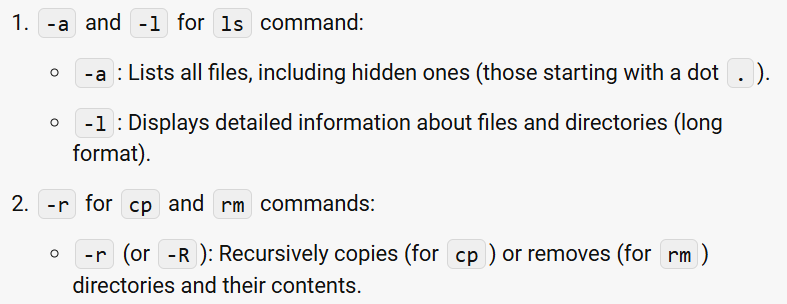 1. -a and -l for ls command:
-a : Lists all files, including hidden ones (those starting with a dot . ).
-l : Displays detailed information about files and directories (long
format).
2. -r for cp and rm commands:
-r (or -R ): Recursively copies (for cp ) or removes (for rm )
directories and their contents.